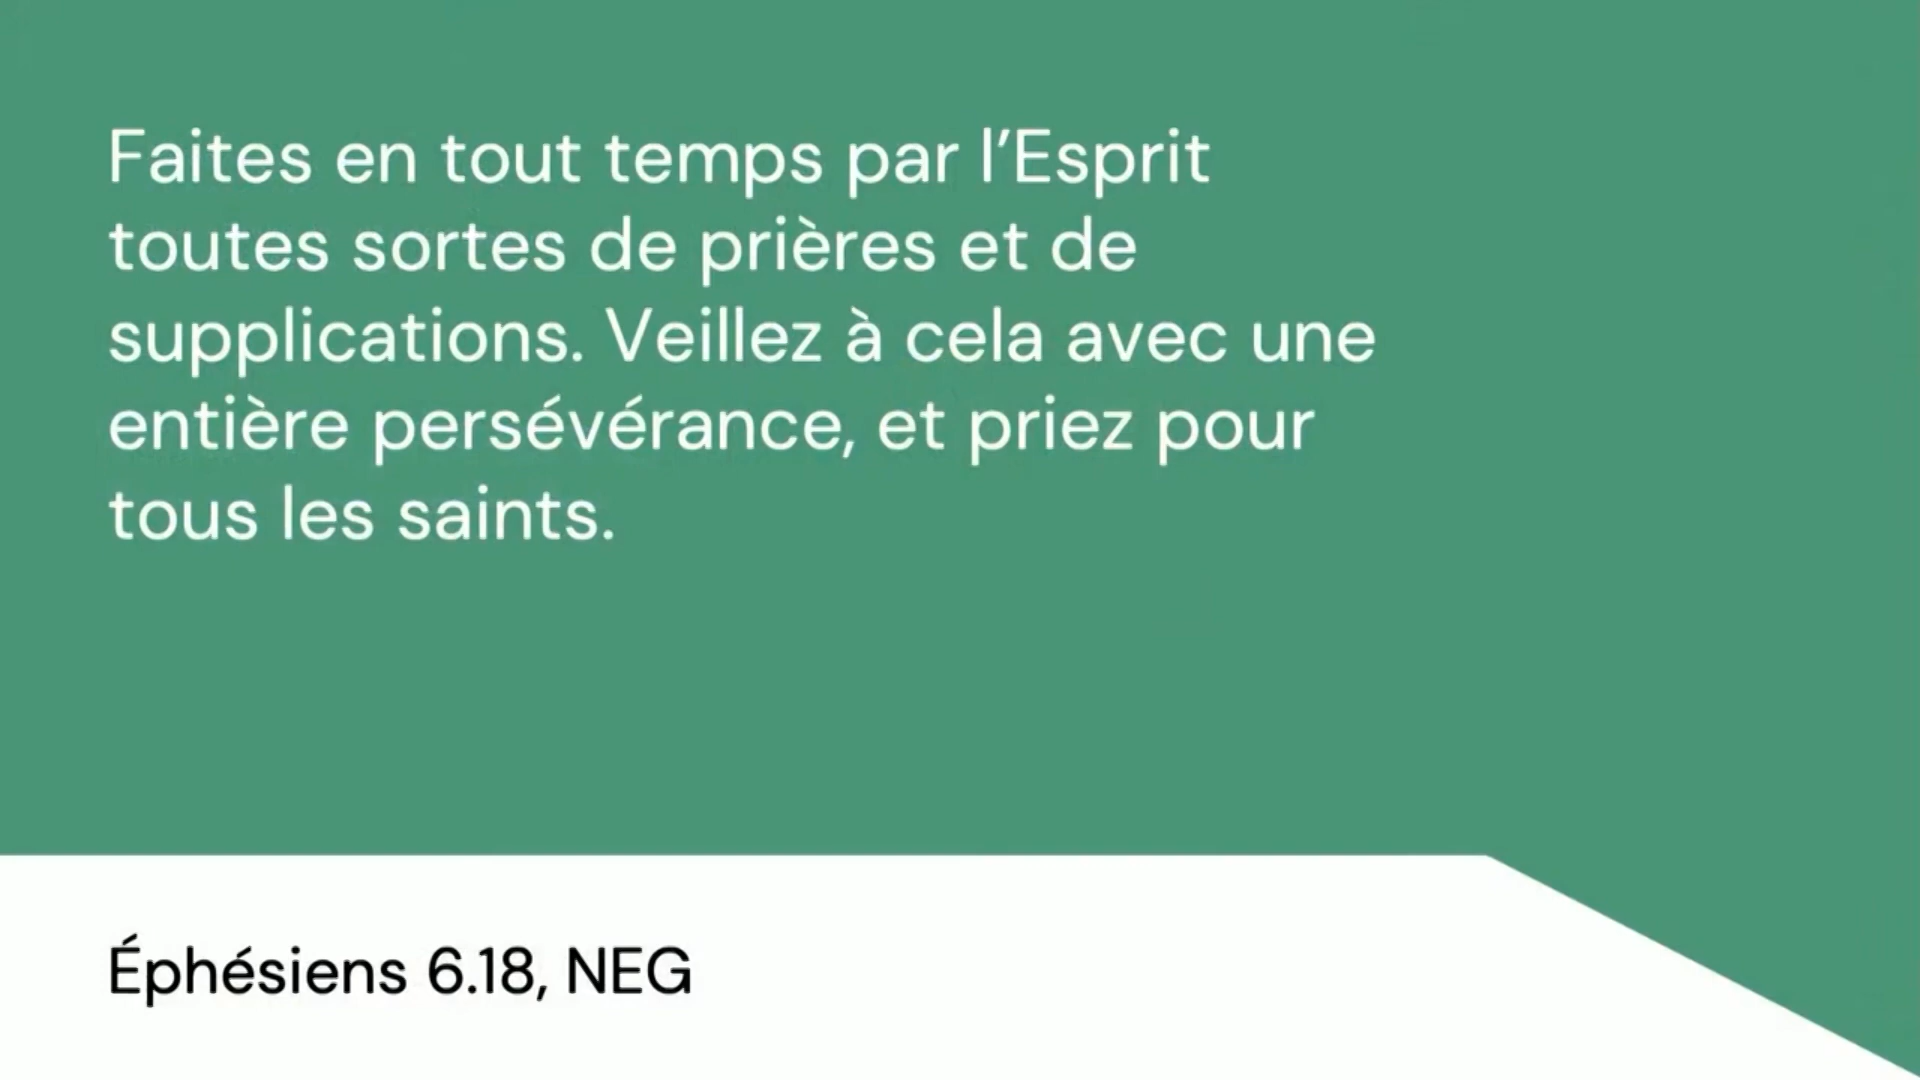 Faites en tout temps par l’Esprit
toutes sortes de prières et de
supplications. Veillez à cela avec une
entière persévérance, et priez pour
tous les saints.
Éphésiens 6.18, NEG